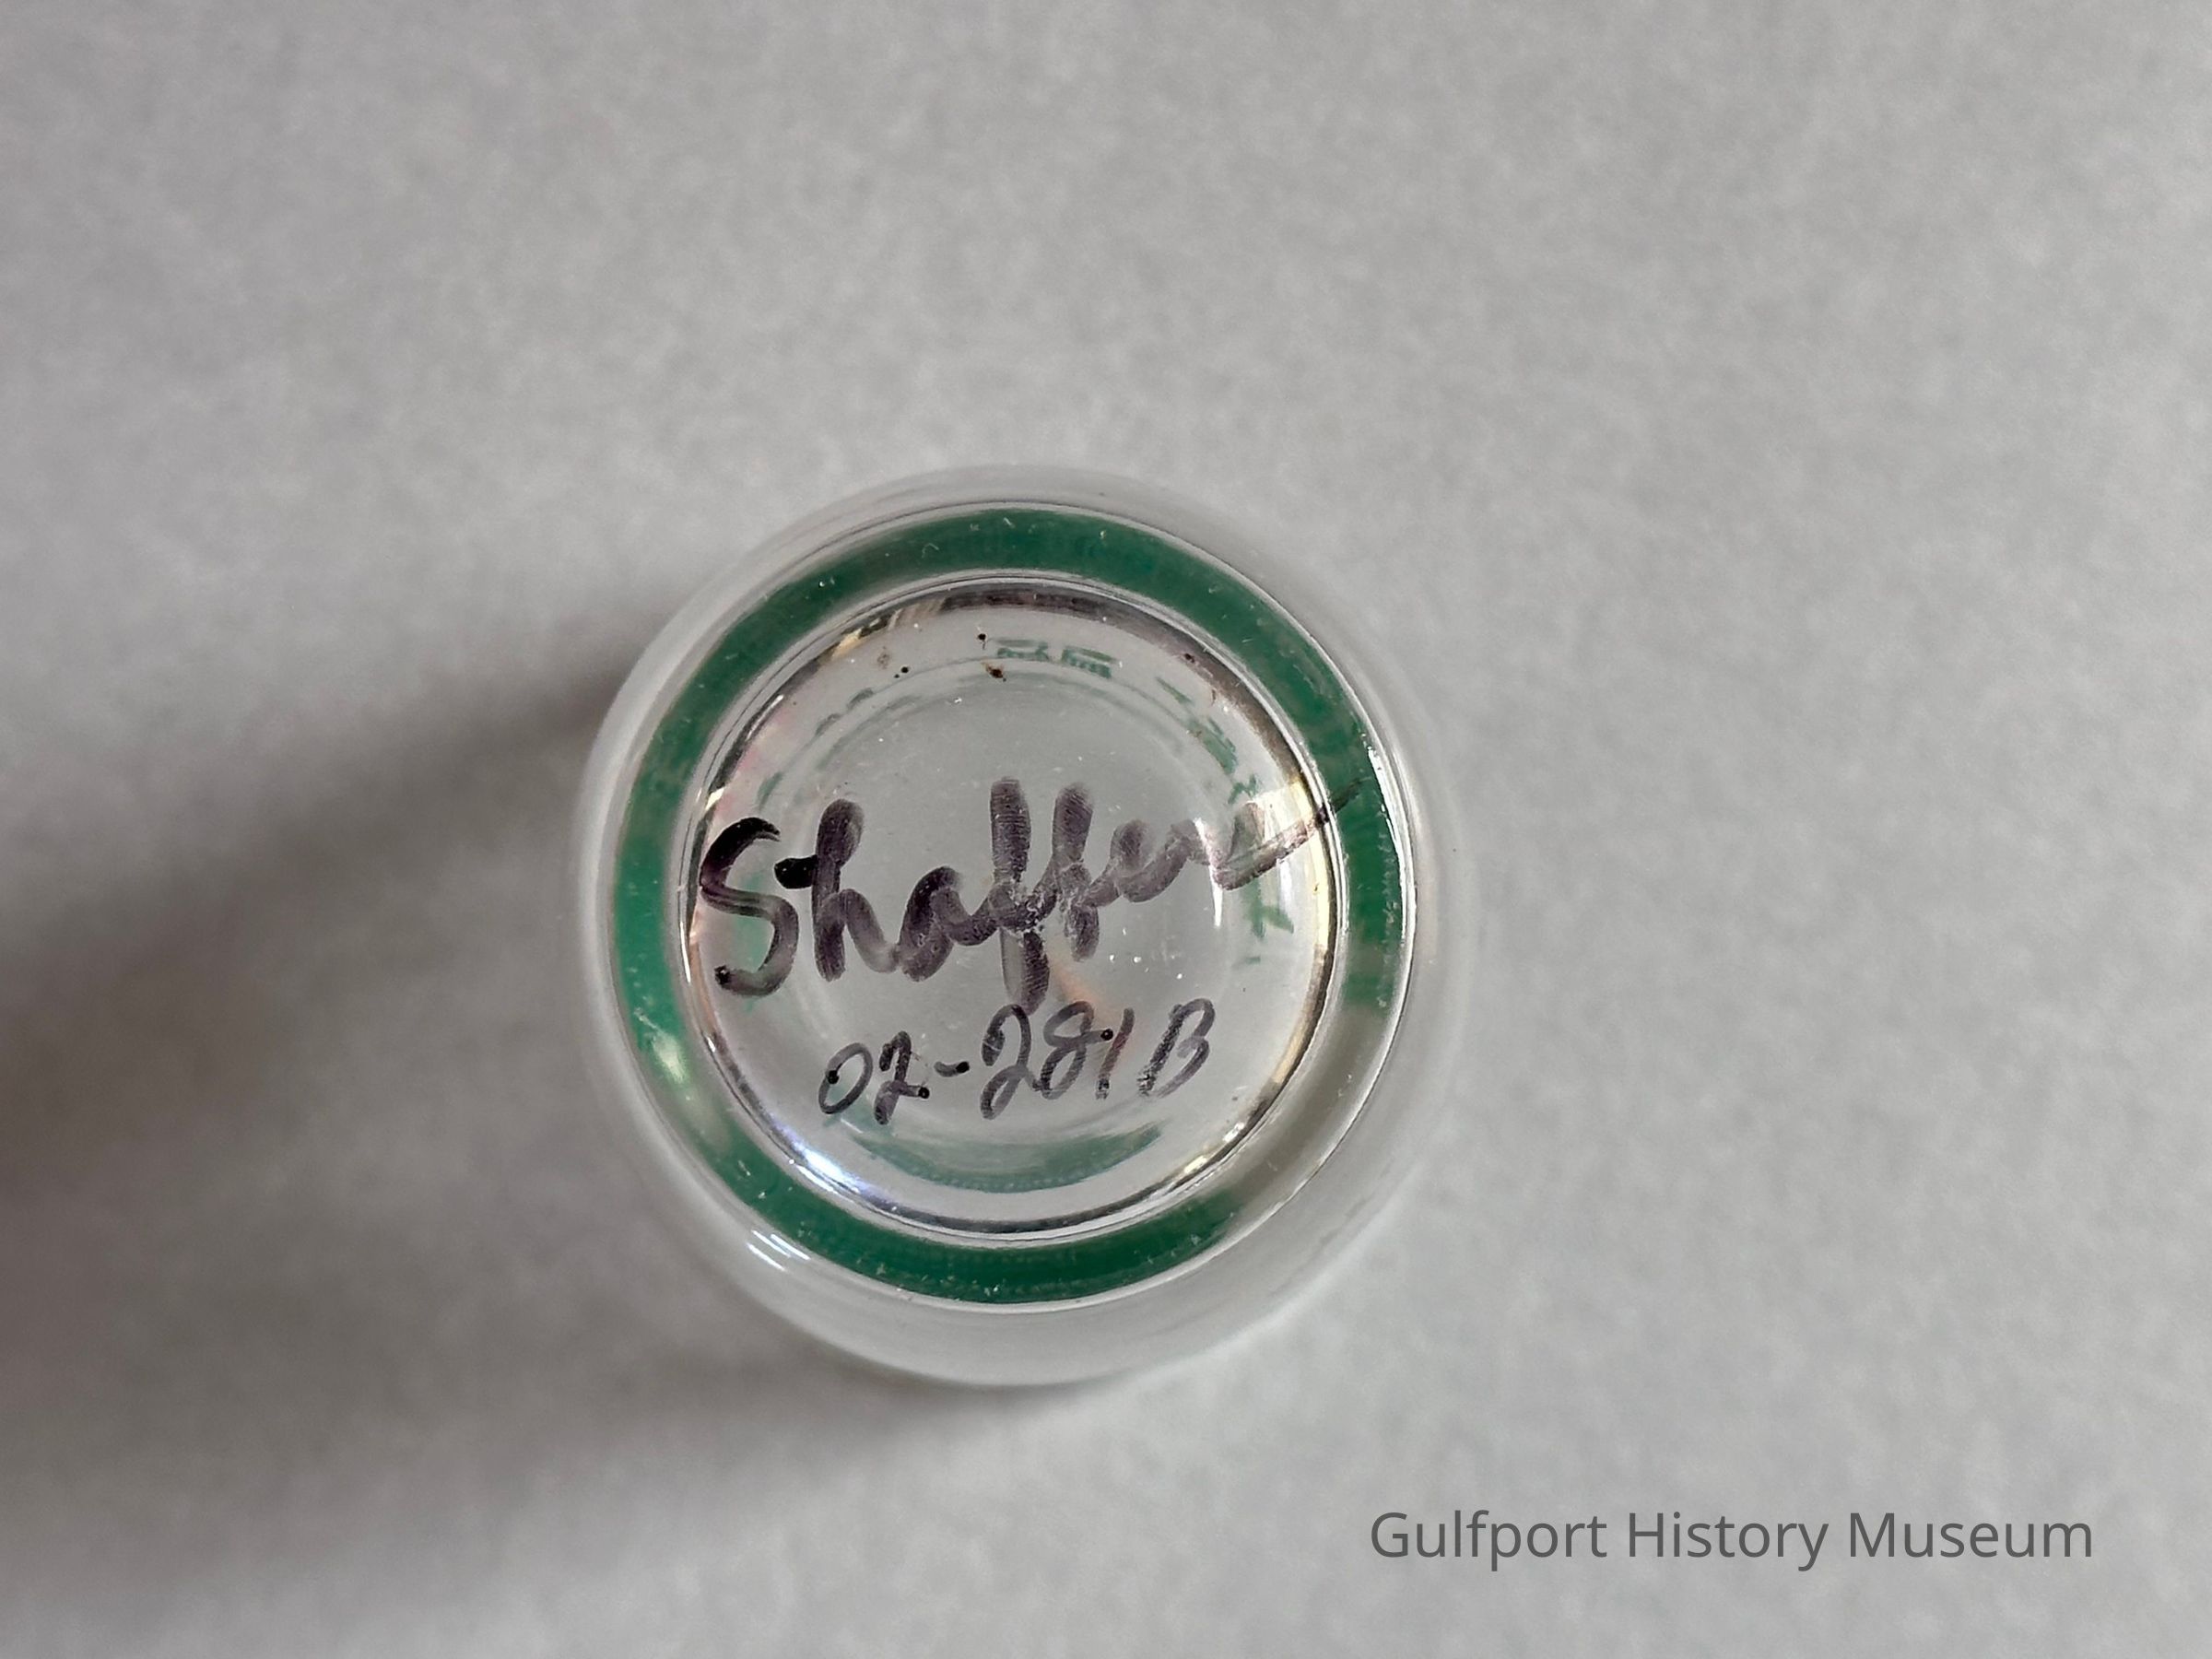 Shaffer
02-281B
Gulfport History Museum